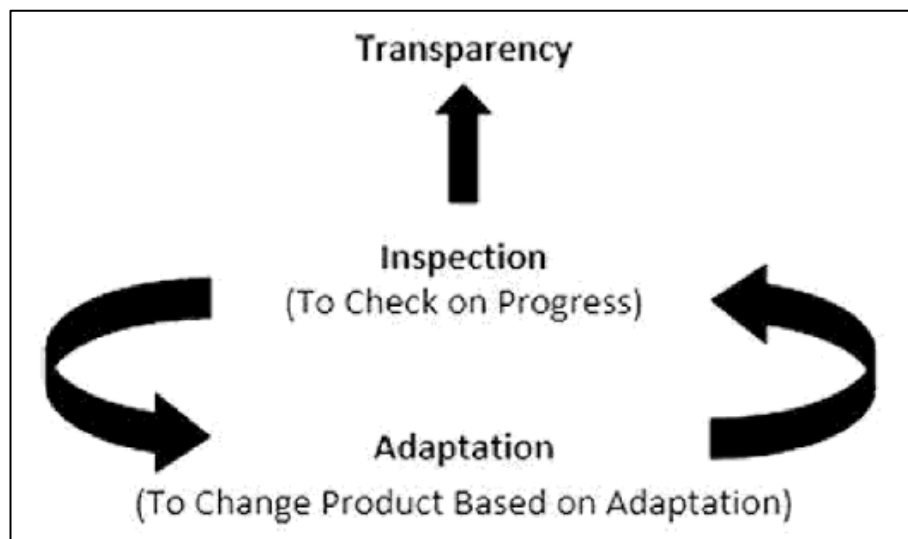 Transparency
Inspection
(To Check on Progress)
Adaptation
(To Change Product Based on Adaptation)